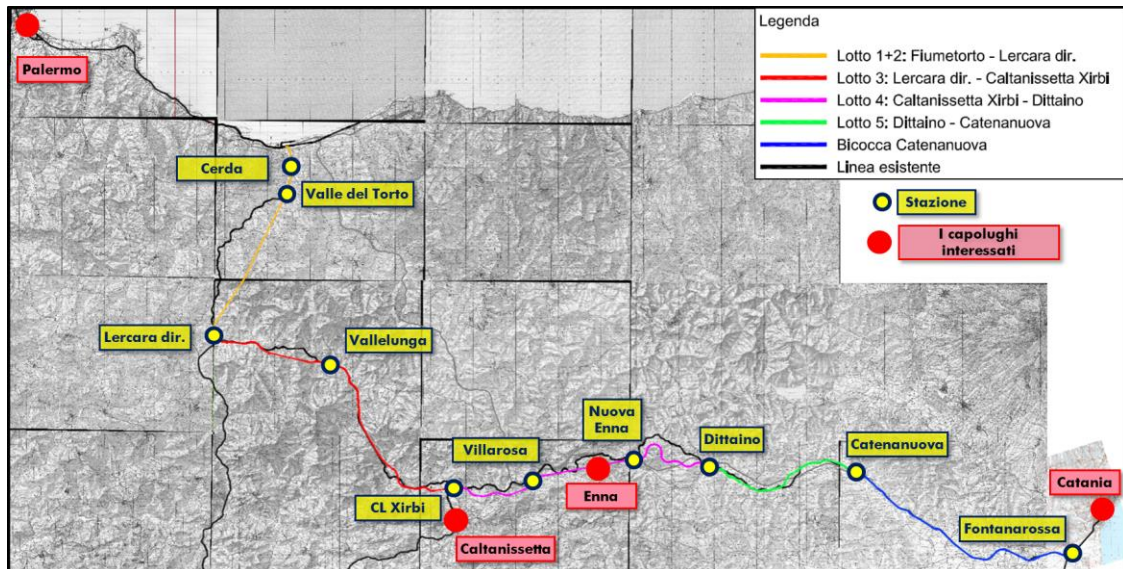 Legenda
Lotto 1+2: Fiumetorto - Lercara dir.
Lotto 3: Lercara dir. - Caltanissetta Xirbi
Lotto 4: Caltanissetta Xirbi - Dittaino
Lotto 5: Dittaino - Catenanuova
Bicocca Catenanuova
Linea esistente
Stazione
I capolughi
interessati
Palermo
Cerda
Valle del Torto
Lercara dir.
Vallelunga
Nuova
Enna
Villarosa
Dittaino
Catenanuova
CL Xirbi
Enna
Catania
Caltanissetta
Fontanarossa